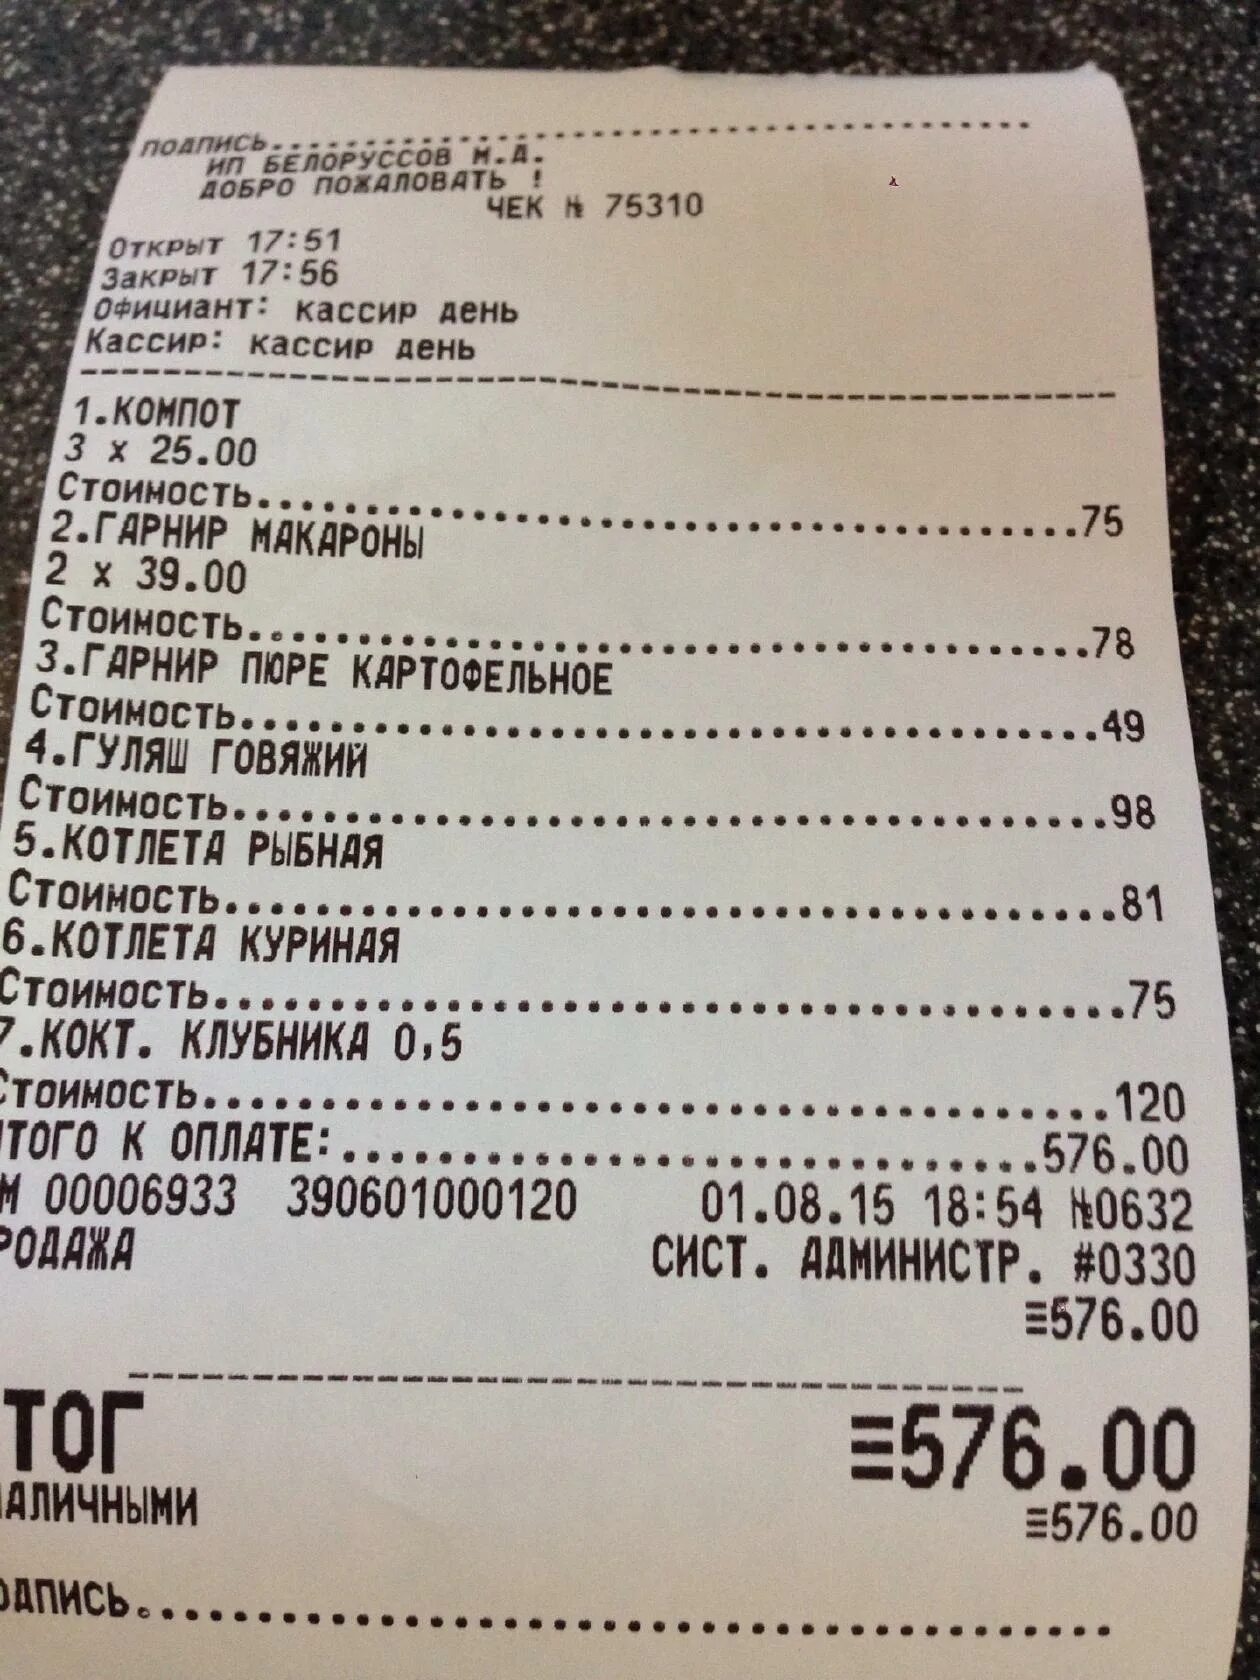 ПОДПИСЬ..............................
ИП БЕЛОРУССОВ М.Д.
ДОБРО ПОЖАЛОВАТЬ !
ЧЕК № 75310
Открыт 17:51
Закрыт 17:56
Официант: кассир день
Кассир: кассир день
1.КОМПОТ
3 х 25.00
Стоимость..............................75
2.ГАРНИР МАКАРОНЫ
2 х 39.00
Стоимость..............................78
3.ГАРНИР ПЮРЕ КАРТОФЕЛЬНОЕ
Стоимость..............................49
4.ГУЛЯШ ГОВЯЖИЙ
Стоимость..............................98
5.КОТЛЕТА РЫБНАЯ
Стоимость..............................81
6.КОТЛЕТА КУРИНАЯ
Стоимость..............................75
7.КОКТ. КЛУБНИКА 0,5
Стоимость..............................120
ИТОГО К ОПЛАТЕ:.......................576.00
М 00006933 390601000120 01.08.15 18:54 №0632
РОДАЖА СИСТ. АДМИНИСТР. #0330
≡576.00
ТОГ ≡576.00
НАЛИЧНЫМИ ≡576.00
ОДПИСЬ..............................